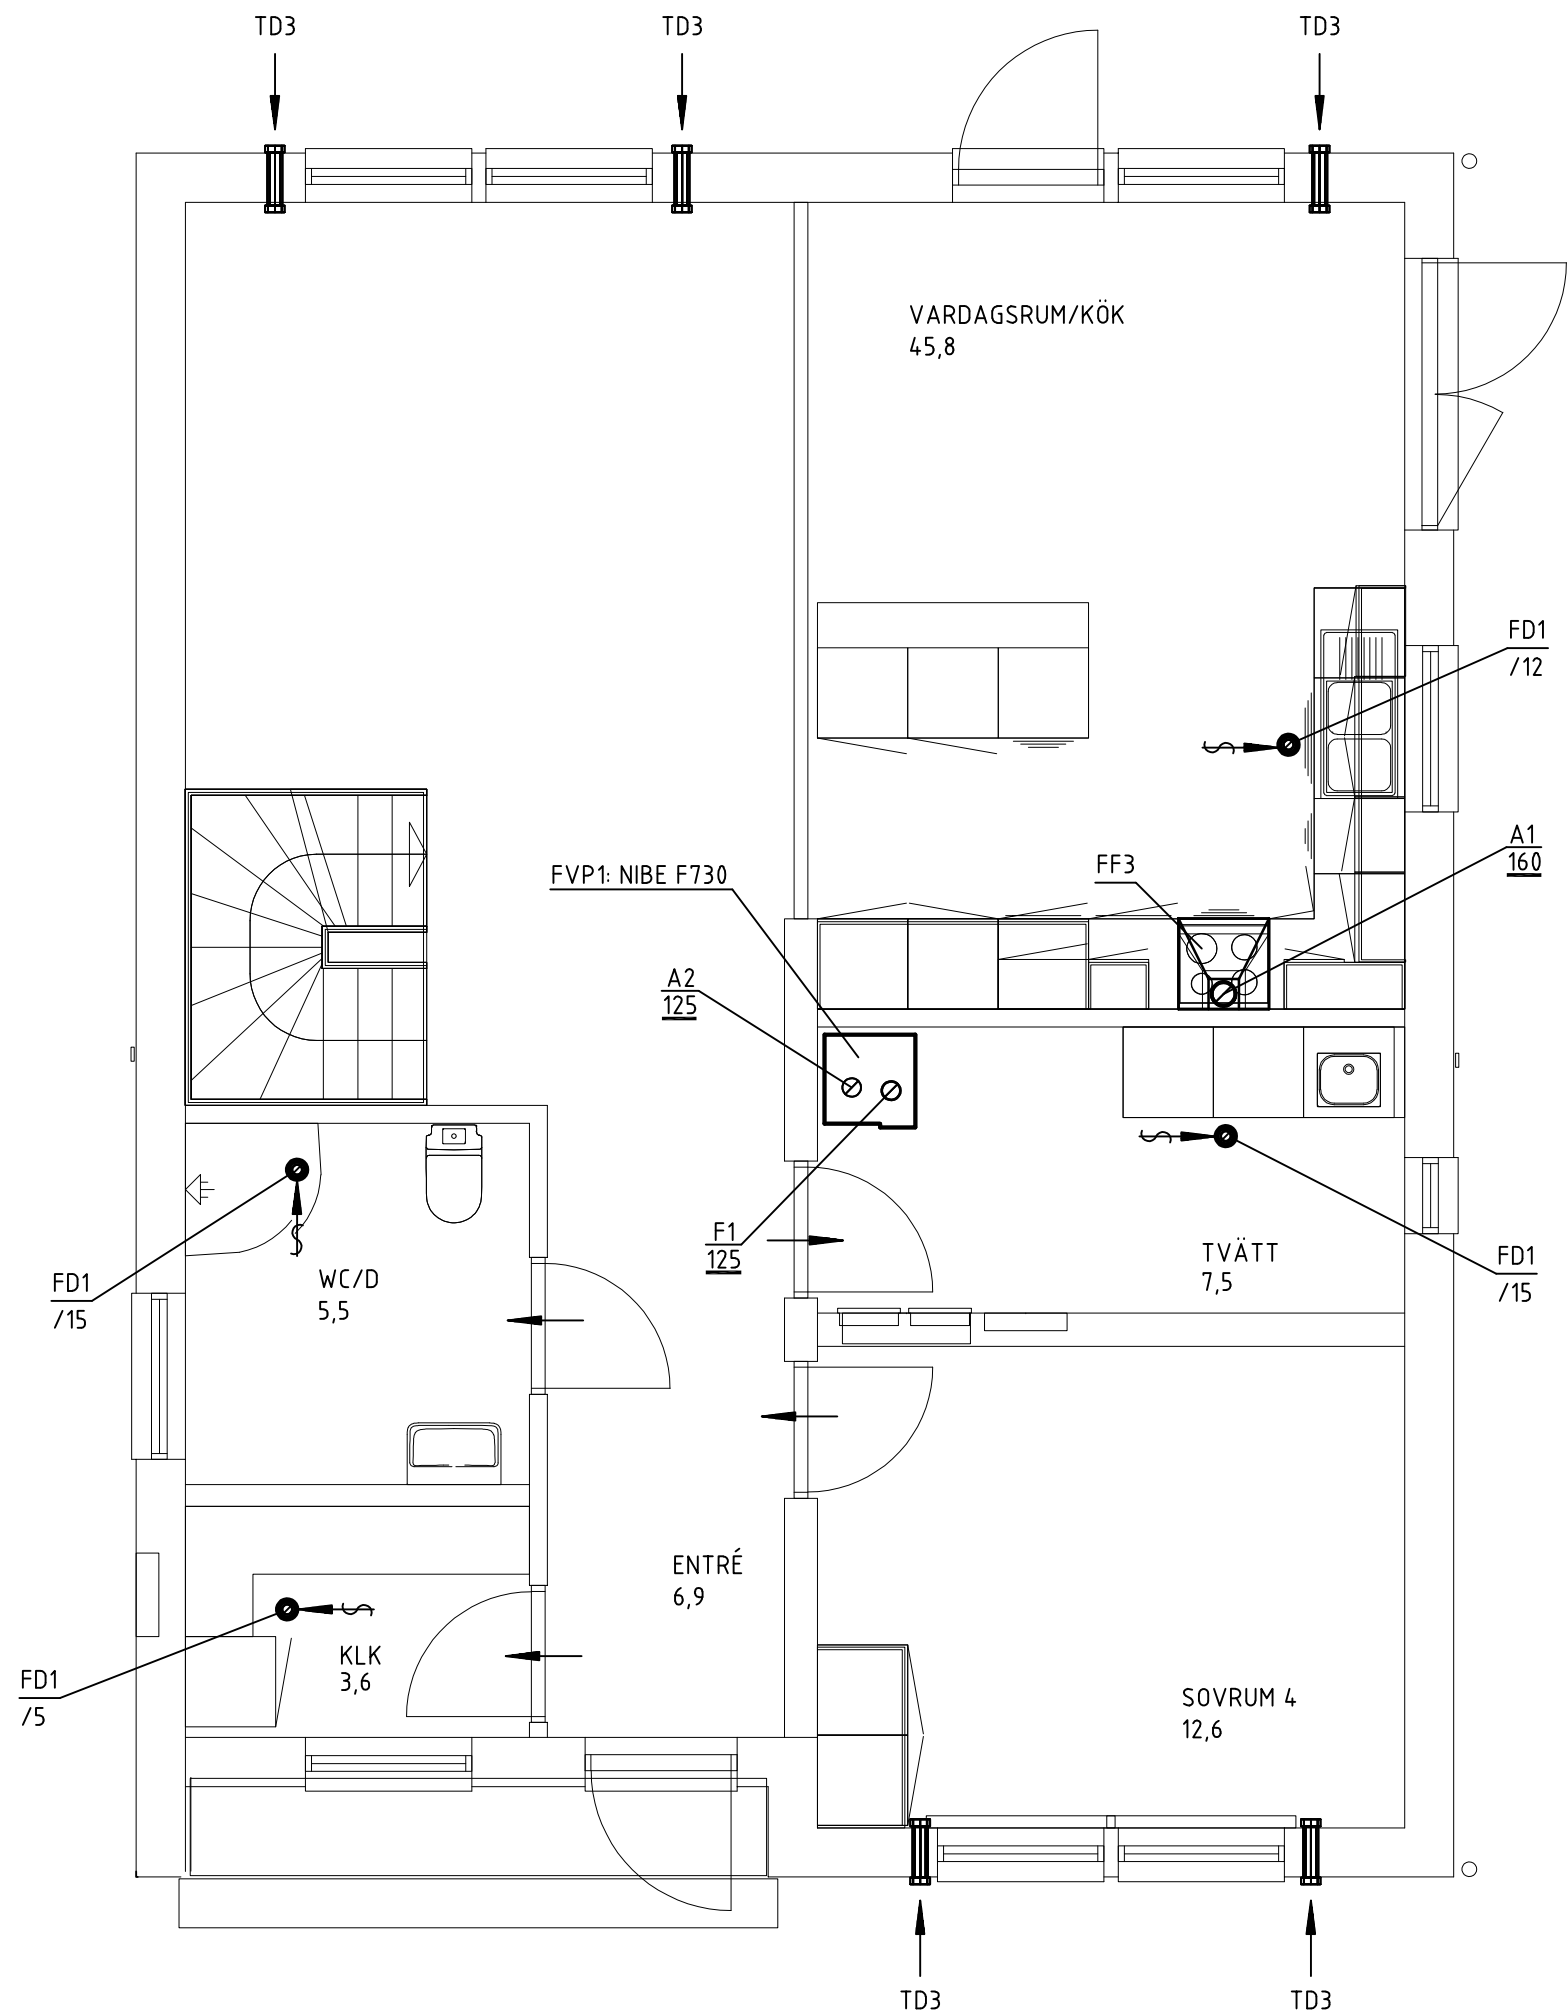 TD3
TD3
TD3
VARDAGSRUM/KÖK
45,8
FD1
/12
A1
160
FF3
FVP1: NIBE F730
A2
125
F1
125
TVÄTT
7,5
FD1
/15
WC/D
5,5
FD1
/15
ENTRÉ
6,9
KLK
3,6
FD1
/5
SOVRUM 4
12,6
TD3
TD3